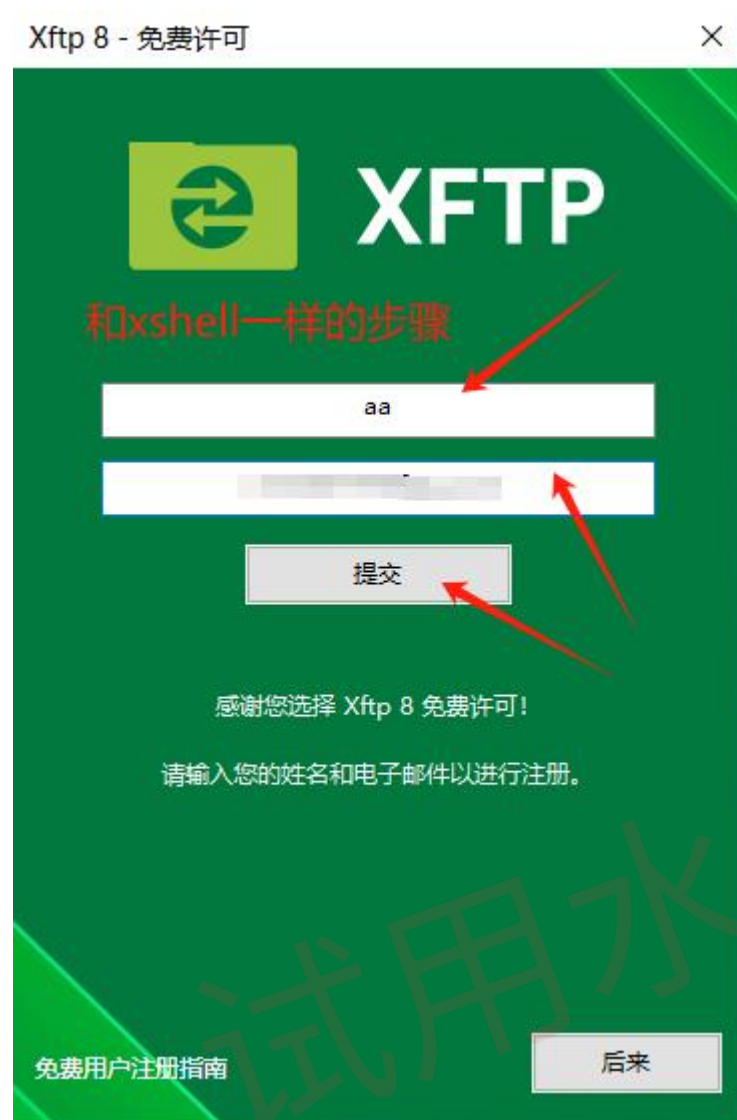 Xftp 8 - 免费许可
XFTP
和xshell一样的步骤
aa
提交
感谢您选择 Xftp 8 免费许可!
请输入您的姓名和电子邮件以进行注册。
试用水
免费用户注册指南
后来